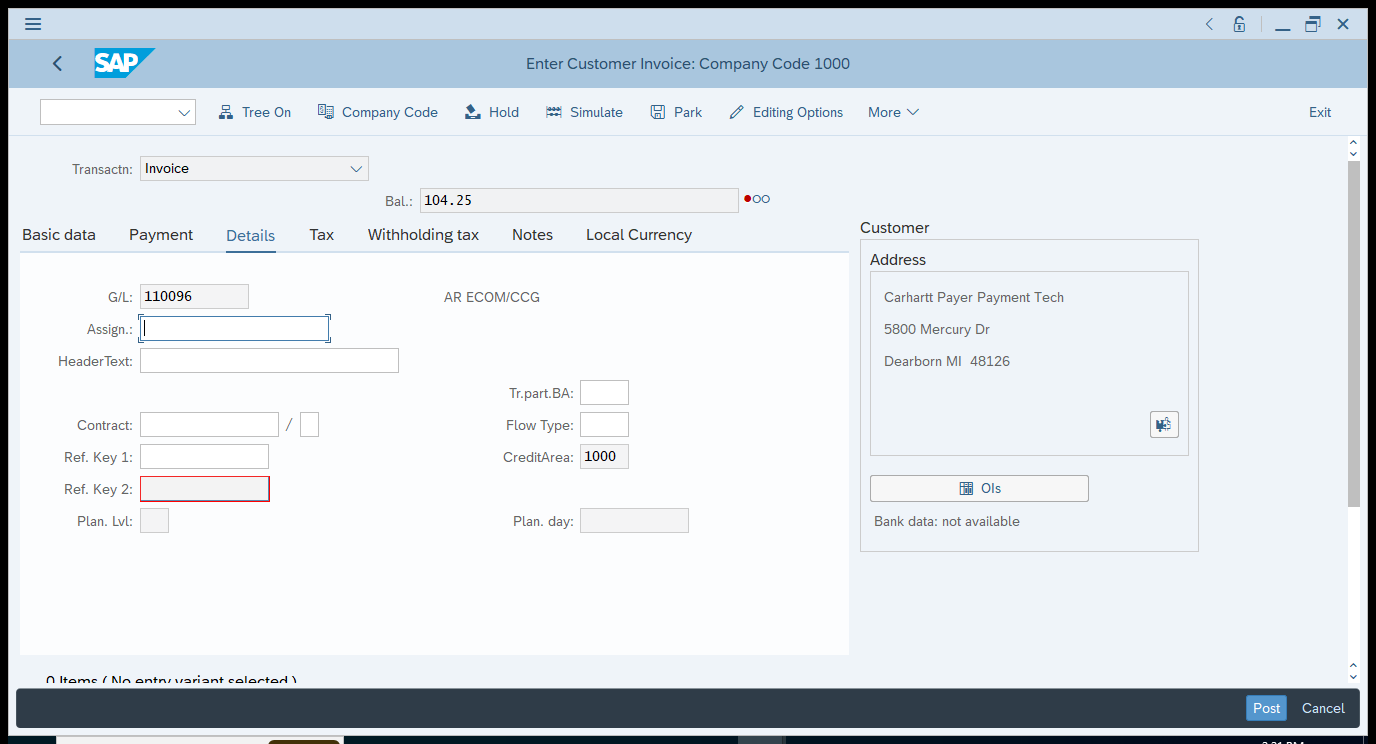 SAP
Enter Customer Invoice: Company Code 1000
Tree On Company Code Hold Simulate Park Editing Options More Exit
Transactn: Invoice
Bal.: 104.25
Basic data Payment Details Tax Withholding tax Notes Local Currency
Customer
Address
G/L: 110096 AR ECOM/CCG
Carhartt Payer Payment Tech
Assign.:
5800 Mercury Dr
HeaderText:
Dearborn MI 48126
Tr.part.BA:
Contract: / Flow Type:
Ref. Key 1: CreditArea: 1000
Ref. Key 2:
OIs
Plan. Lvl: Plan. day:
Bank data: not available
0 Items ( No entry variant selected )
Post Cancel